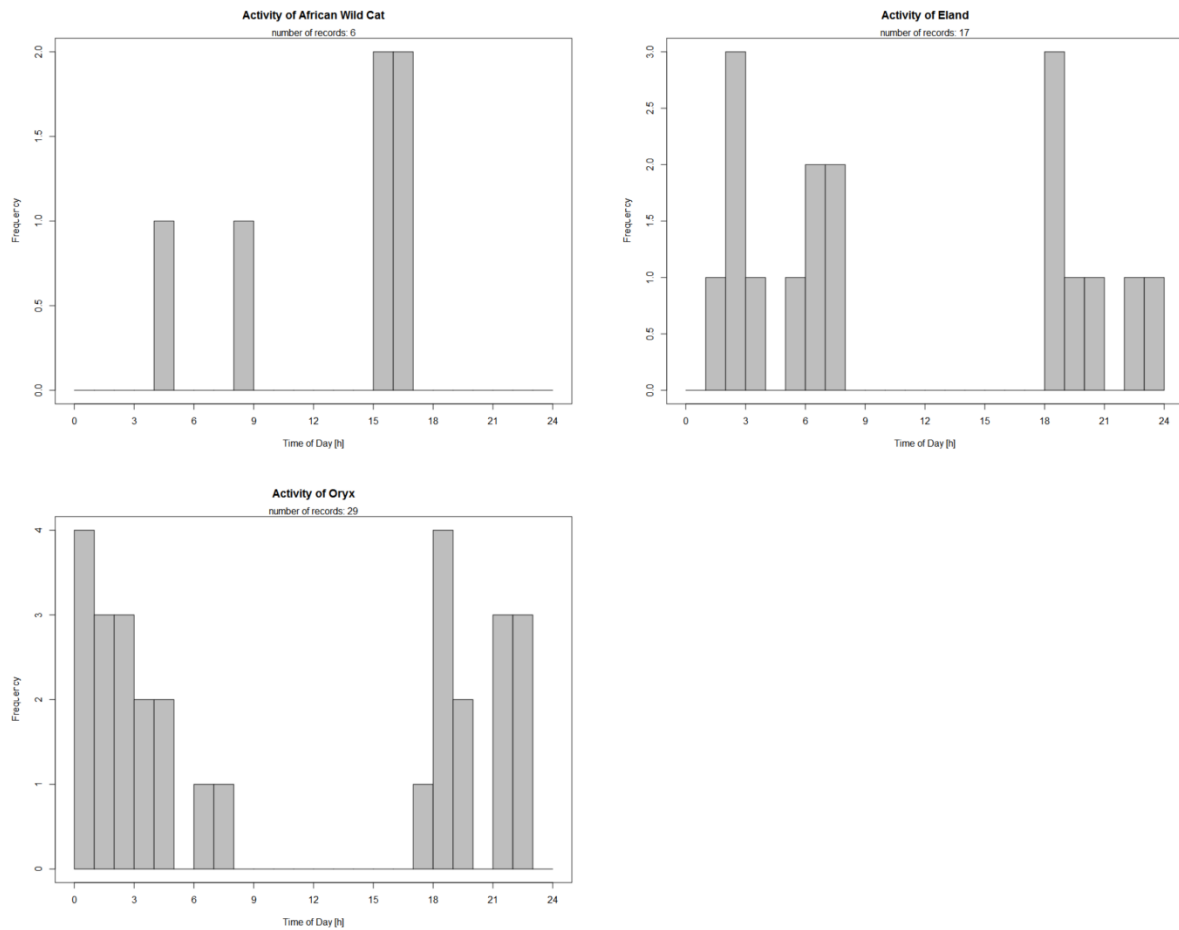 Activity of African Wild Cat
number of records: 6
Frequency
2.0
1.5
1.0
0.5
0.0
0 3 6 9 12 15 18 21 24
Time of Day [h]
Activity of Eland
number of records: 17
Frequency
3.0
2.5
2.0
1.5
1.0
0.5
0.0
0 3 6 9 12 15 18 21 24
Time of Day [h]
Activity of Oryx
number of records: 29
Frequency
4
3
2
1
0
0 3 6 9 12 15 18 21 24
Time of Day [h]